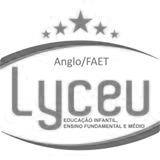 Anglo/FAET
Lyceu
EDUCAÇÃO INFANTIL,
ENSINO FUNDAMENTAL E MÉDIO